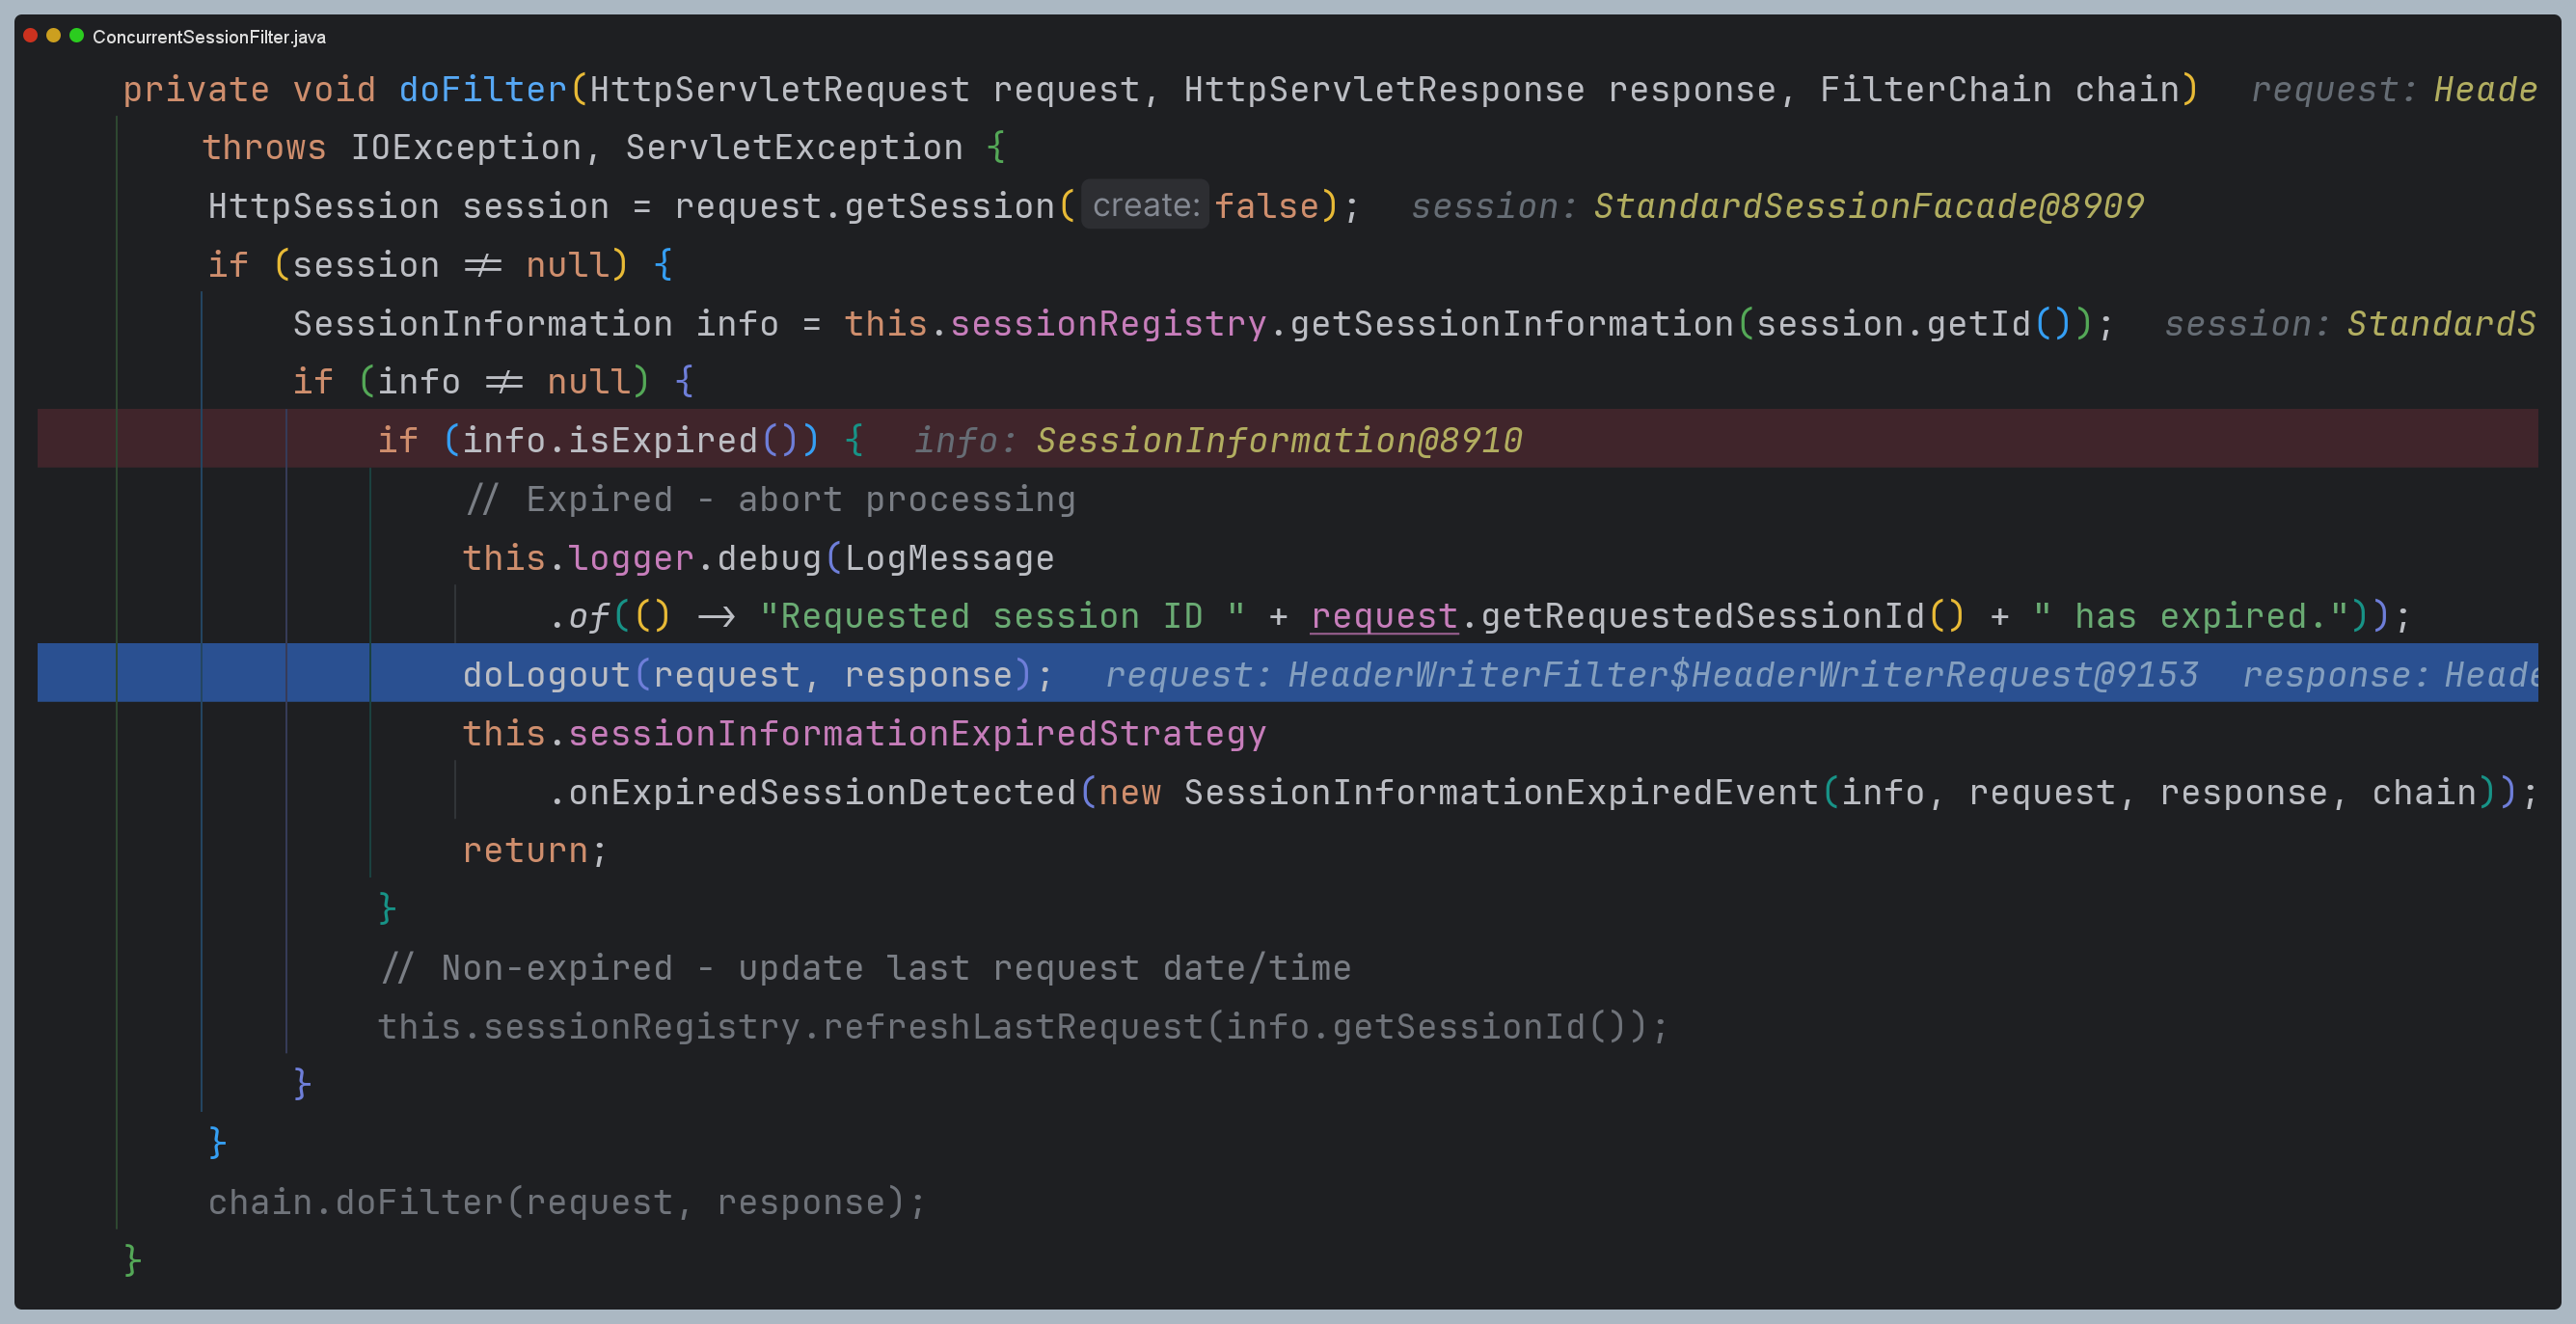 ConcurrentSessionFilter.java
private void doFilter(HttpServletRequest request, HttpServletResponse response, FilterChain chain) request: Heade
throws IOException, ServletException {
HttpSession session = request.getSession( create: false); session: StandardSessionFacade@8909
if (session ≠ null) {
SessionInformation info = this.sessionRegistry.getSessionInformation(session.getId()); session: StandardS
if (info ≠ null) {
if (info.isExpired()) { info: SessionInformation@8910
// Expired - abort processing
this.logger.debug(LogMessage
.of(() → "Requested session ID " + request.getRequestedSessionId() + " has expired."));
doLogout(request, response); request: HeaderWriterFilter$HeaderWriterRequest@9153 response: Heade
this.sessionInformationExpiredStrategy
.onExpiredSessionDetected(new SessionInformationExpiredEvent(info, request, response, chain));
return;
}
// Non-expired - update last request date/time
this.sessionRegistry.refreshLastRequest(info.getSessionId());
}
}
chain.doFilter(request, response);
}